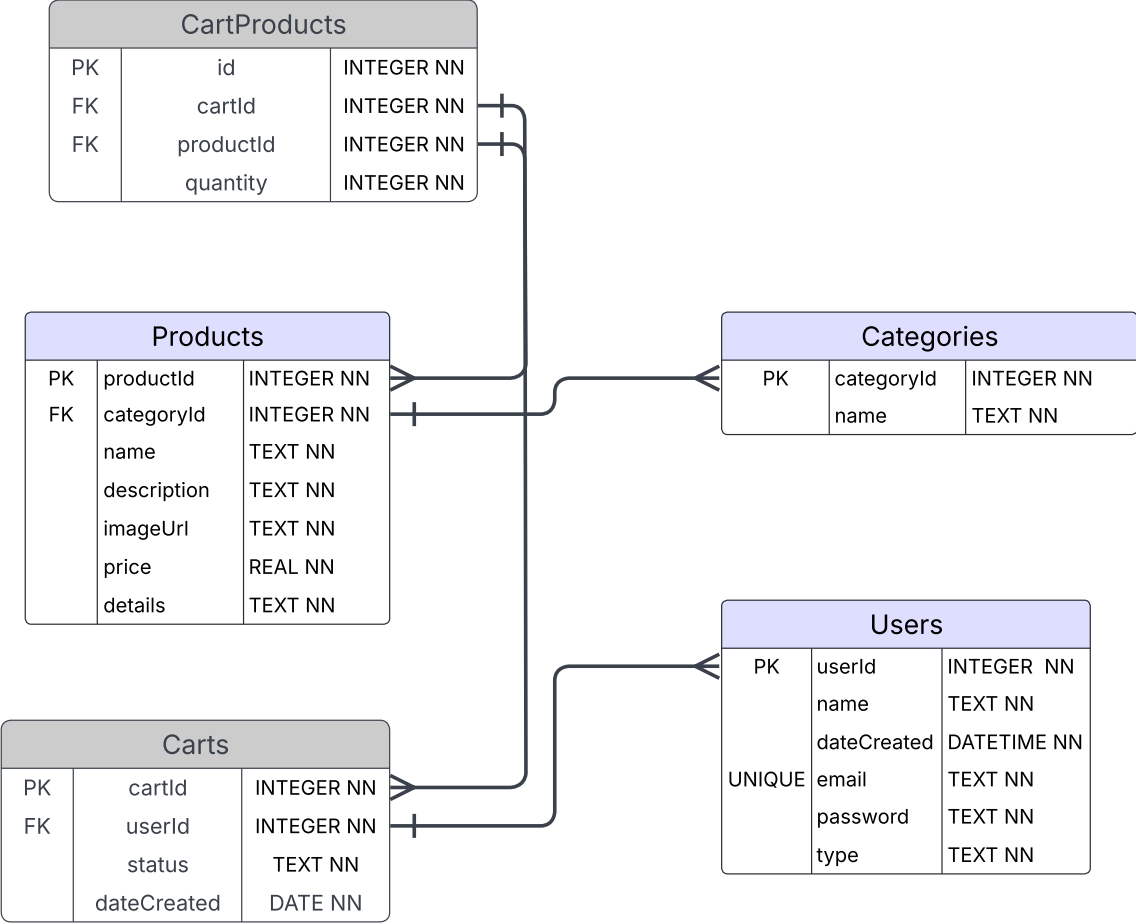 CartProducts
PK id INTEGER NN
FK cartId INTEGER NN
FK productId INTEGER NN
quantity INTEGER NN
Products
PK productId INTEGER NN
FK categoryId INTEGER NN
name TEXT NN
description TEXT NN
imageUrl TEXT NN
price REAL NN
details TEXT NN
Categories
PK categoryId INTEGER NN
name TEXT NN
Carts
PK cartId INTEGER NN
FK userId INTEGER NN
status TEXT NN
dateCreated DATE NN
Users
PK userId INTEGER NN
name TEXT NN
dateCreated DATETIME NN
UNIQUE email TEXT NN
password TEXT NN
type TEXT NN